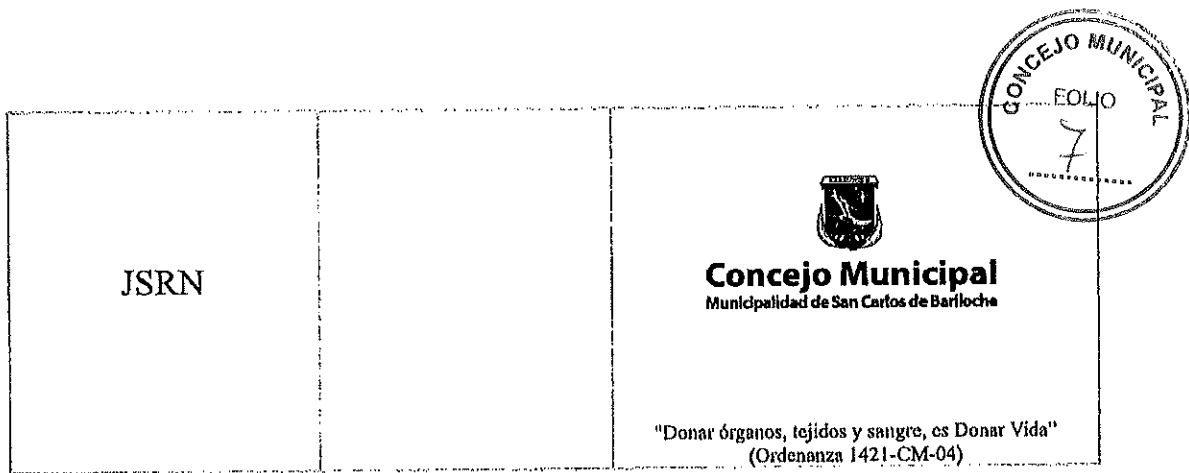 CONCEJO MUNICIPAL
FOLIO
7
JSRN
Concejo Municipal
Municipalidad de San Carlos de Bariloche
"Donar órganos, tejidos y sangre, es Donar Vida"
(Ordenanza 1421-CM-04)